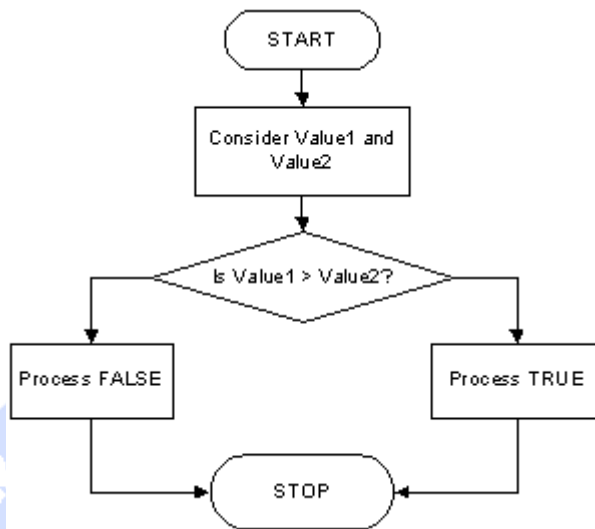 START
Consider Value1 and
Value2
Is Value1 > Value2?
Process FALSE
Process TRUE
STOP